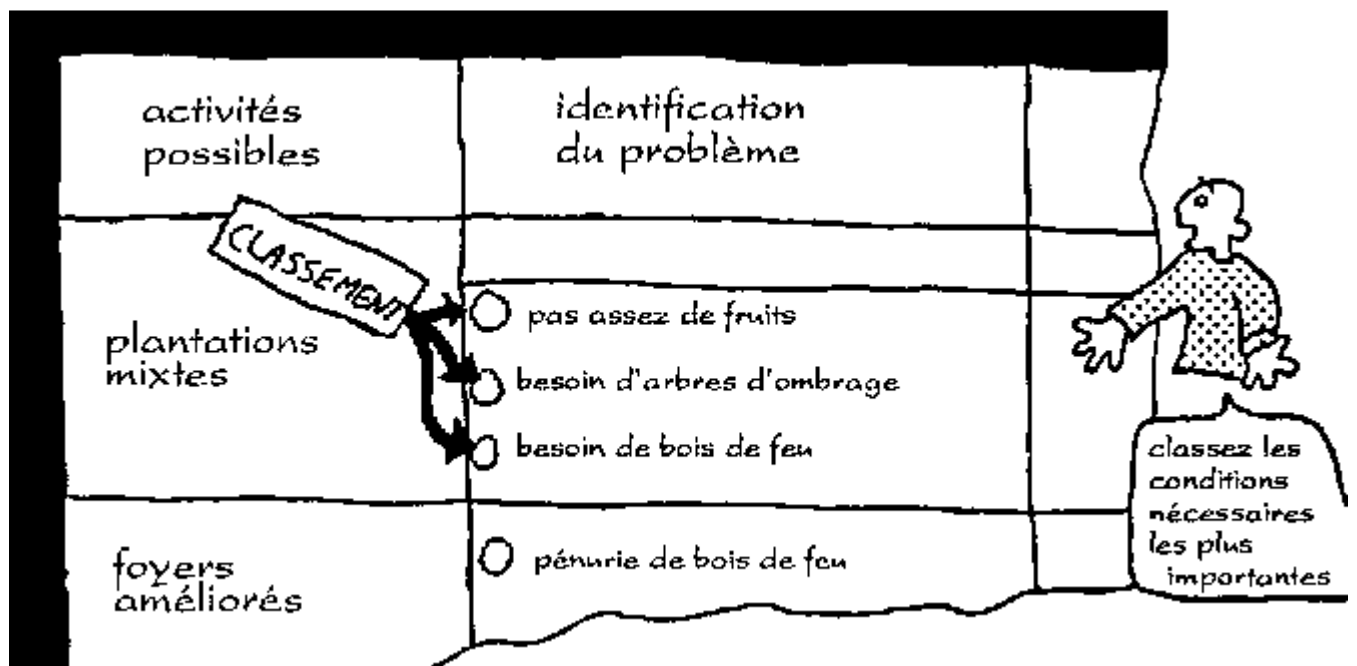 activités
possibles
identification
du problème
CLASSEMENT
plantations
mixtes
pas assez de fruits
besoin d'arbres d'ombrage
besoin de bois de feu
foyers
améliorés
pénurie de bois de feu
classez les
conditions
nécessaires
les plus
importantes